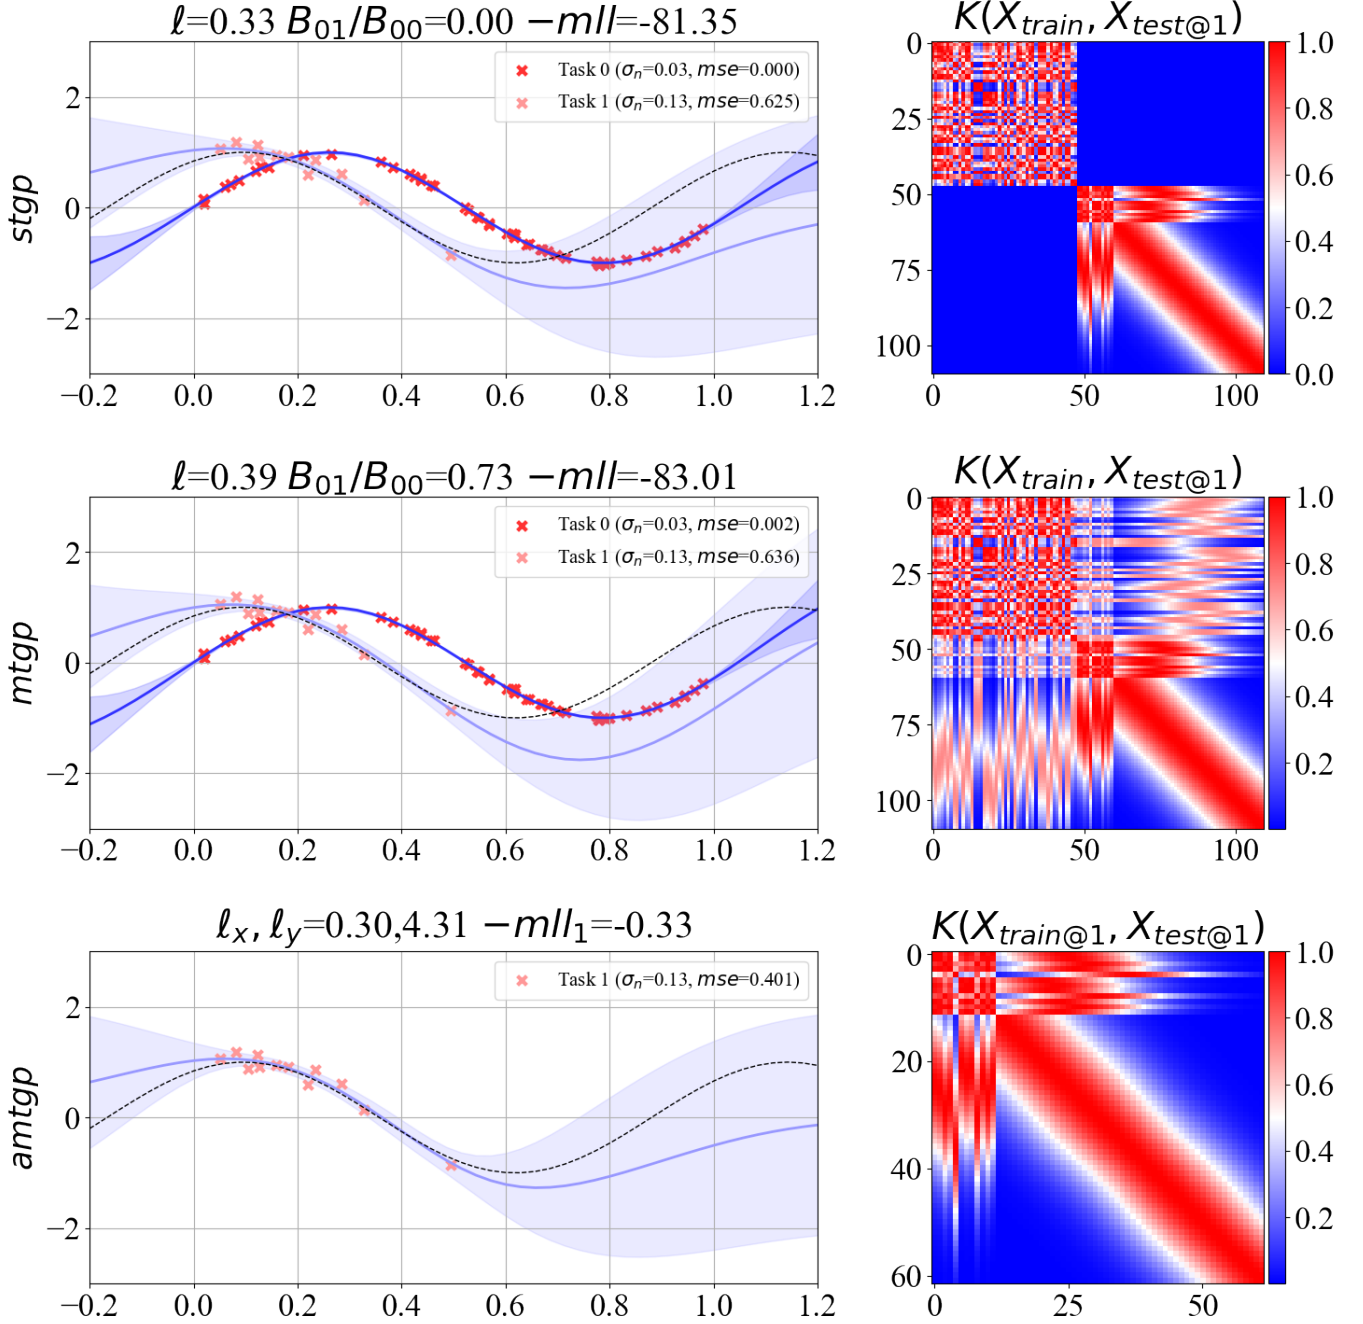 ℓ=0.33 B₀₁/B₀₀=0.00 −mll=-81.35
K(X_train, X_test@1)
stgp
Task 0 (σₙ=0.03, mse=0.000)
Task 1 (σₙ=0.13, mse=0.625)
2
0
−2
−0.2 0.0 0.2 0.4 0.6 0.8 1.0 1.2
0
25
50
75
100
0 50 100
1.0
0.8
0.6
0.4
0.2
0.0
ℓ=0.39 B₀₁/B₀₀=0.73 −mll=-83.01
K(X_train, X_test@1)
mtgp
Task 0 (σₙ=0.03, mse=0.002)
Task 1 (σₙ=0.13, mse=0.636)
2
0
−2
−0.2 0.0 0.2 0.4 0.6 0.8 1.0 1.2
0
25
50
75
100
0 50 100
1.0
0.8
0.6
0.4
0.2
ℓₓ, ℓ_y=0.30,4.31 −mll₁=-0.33
K(X_train@1, X_test@1)
amtgp
Task 1 (σₙ=0.13, mse=0.401)
2
0
−2
−0.2 0.0 0.2 0.4 0.6 0.8 1.0 1.2
0
20
40
60
0 25 50
1.0
0.8
0.6
0.4
0.2